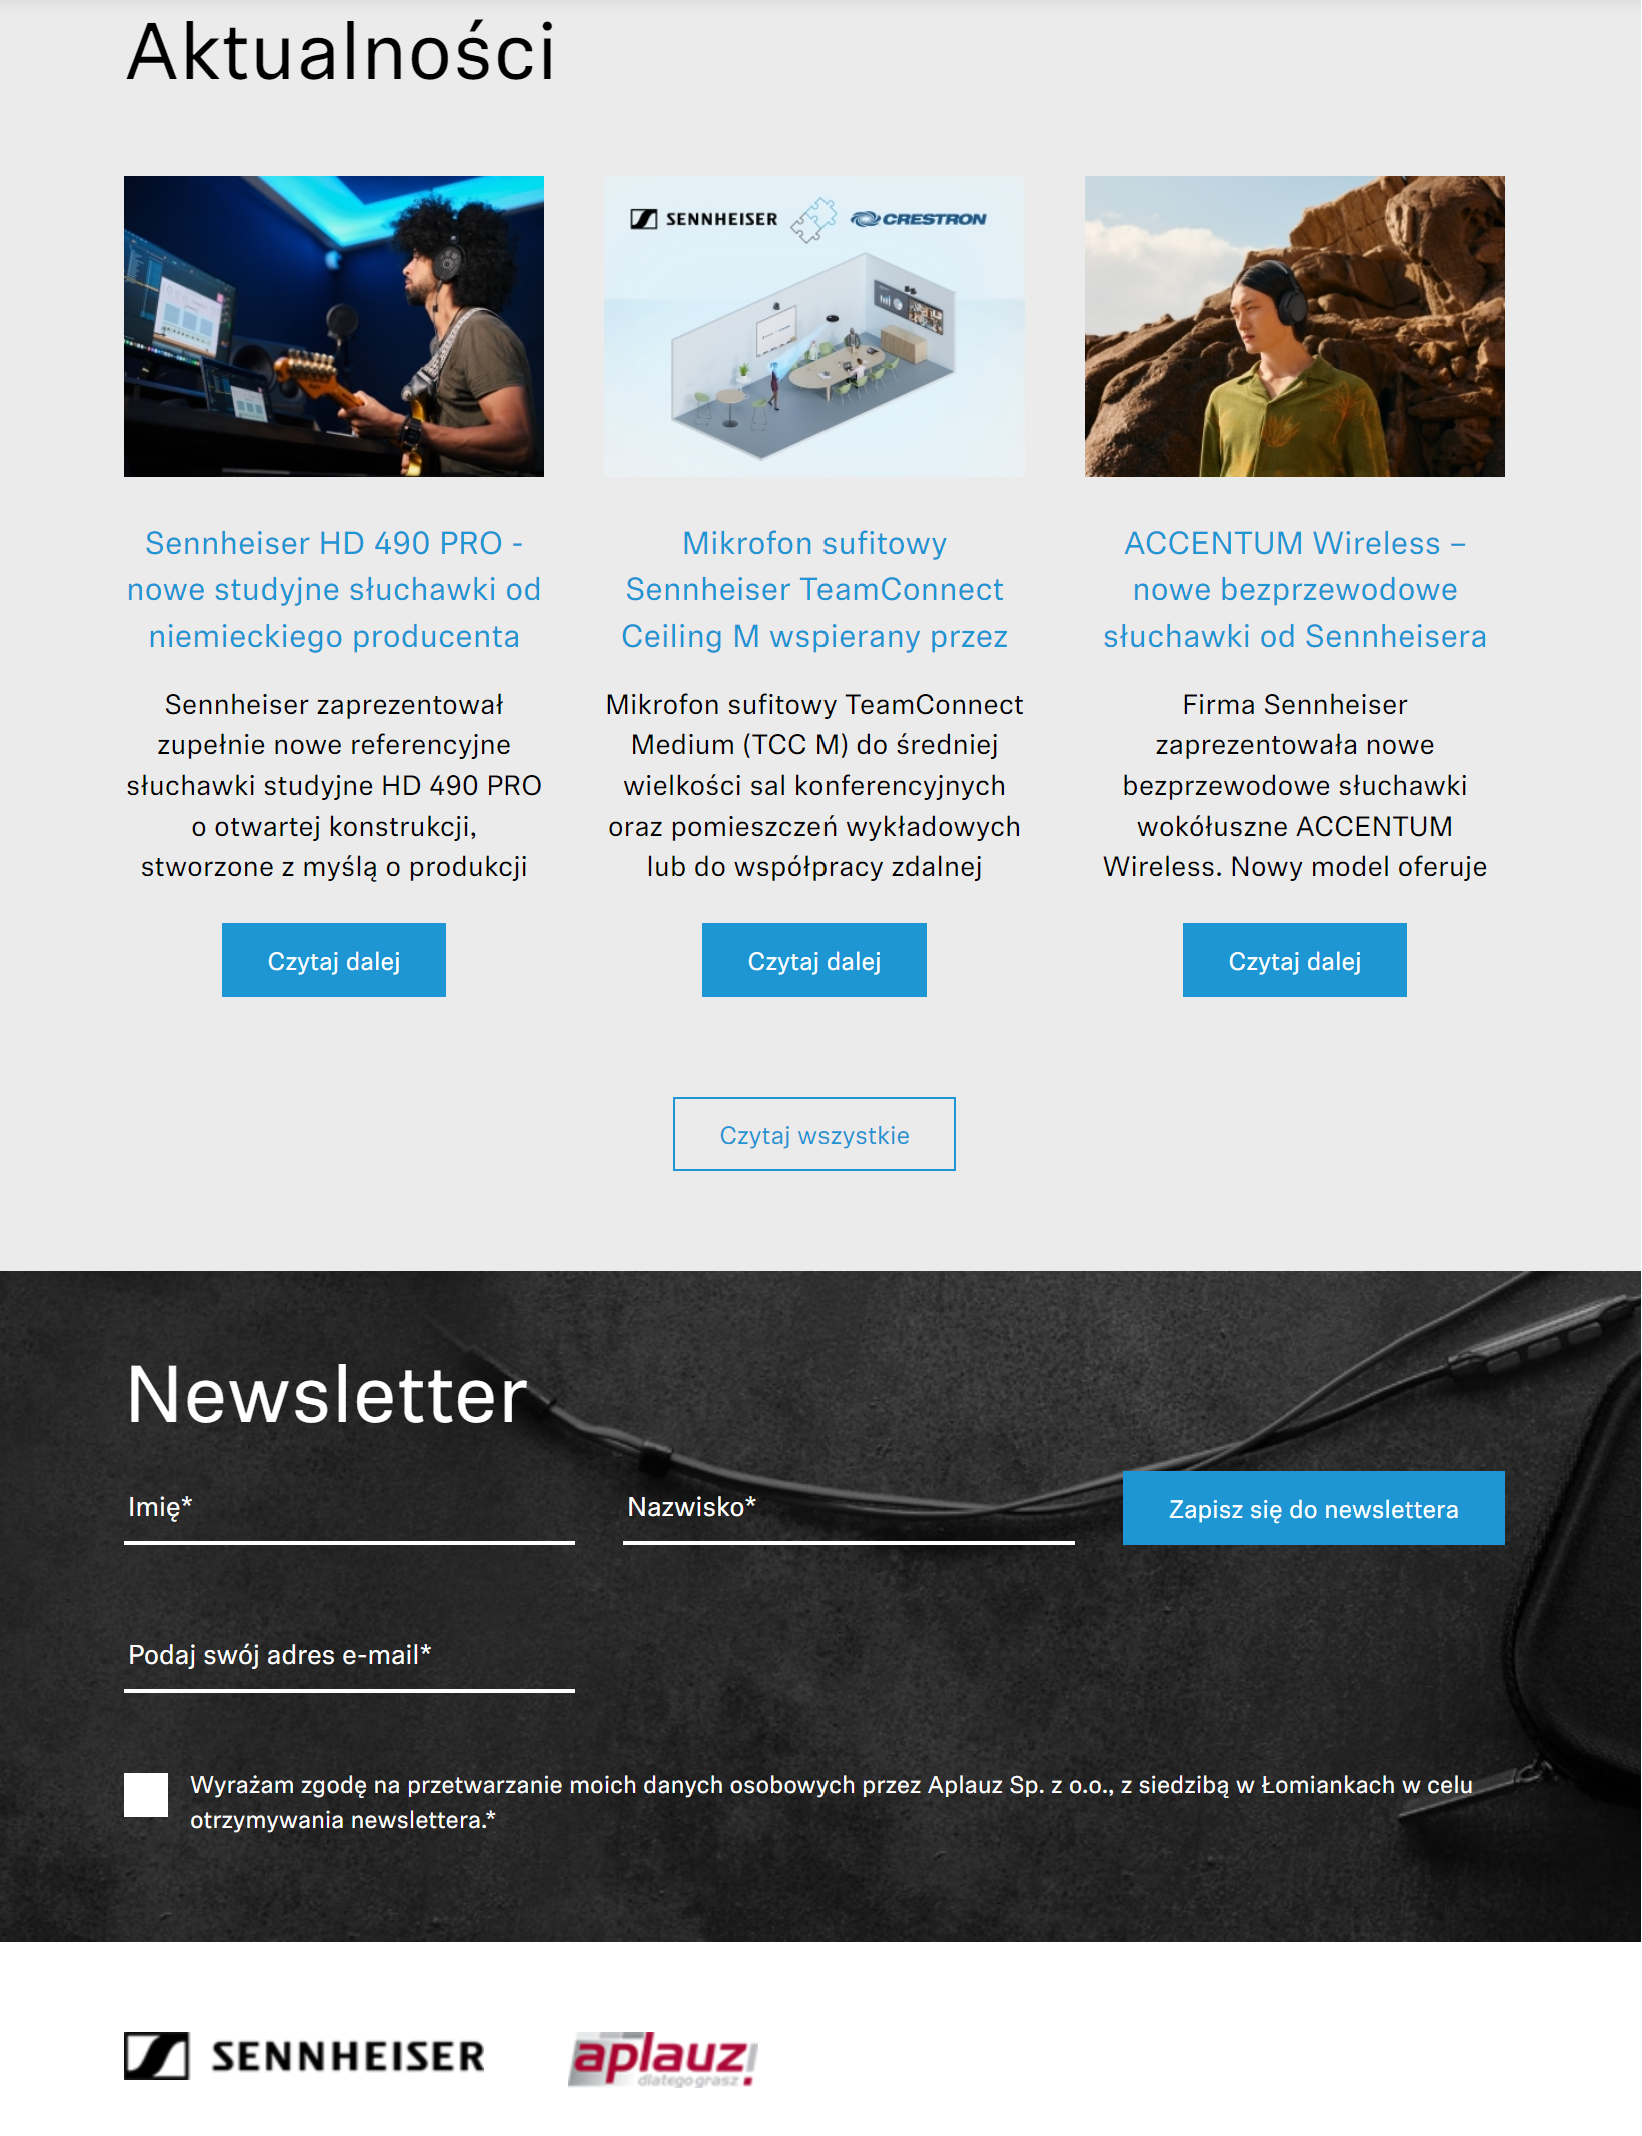 Aktualności
SENNHEISER
CRESTRON
Sennheiser HD 490 PRO -
nowe studyjne słuchawki od
niemieckiego producenta
Sennheiser zaprezentował
zupełnie nowe referencyjne
słuchawki studyjne HD 490 PRO
o otwartej konstrukcji,
stworzone z myślą o produkcji
Czytaj dalej
Mikrofon sufitowy
Sennheiser TeamConnect
Ceiling M wspierany przez
Mikrofon sufitowy TeamConnect
Medium (TCC M) do średniej
wielkości sal konferencyjnych
oraz pomieszczeń wykładowych
lub do współpracy zdalnej
Czytaj dalej
ACCENTUM Wireless –
nowe bezprzewodowe
słuchawki od Sennheisera
Firma Sennheiser
zaprezentowała nowe
bezprzewodowe słuchawki
wokółuszne ACCENTUM
Wireless. Nowy model oferuje
Czytaj dalej
Czytaj wszystkie
Newsletter
Imię*
Nazwisko*
Zapisz się do newslettera
Podaj swój adres e-mail*
Wyrażam zgodę na przetwarzanie moich danych osobowych przez Aplauz Sp. z o.o., z siedzibą w Łomiankach w celu
otrzymywania newslettera.*
SENNHEISER
aplauz!
dlatego grasz